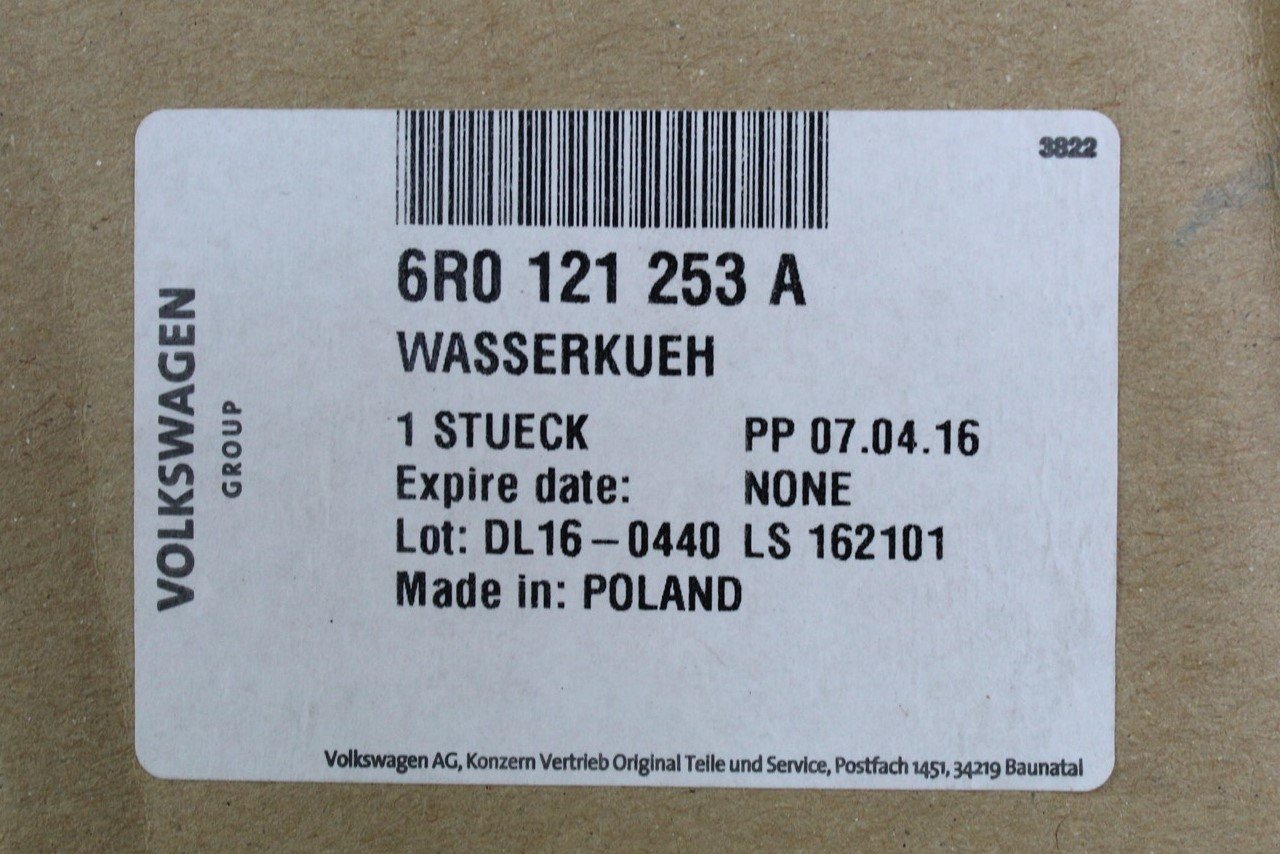 3822
6R0 121 253 A
WASSERKUEH
1 STUECK PP 07.04.16
Expire date: NONE
Lot: DL16-0440 LS 162101
Made in: POLAND
VOLKSWAGEN
GROUP
Volkswagen AG, Konzern Vertrieb Original Teile und Service, Postfach 1451, 34219 Baunatal